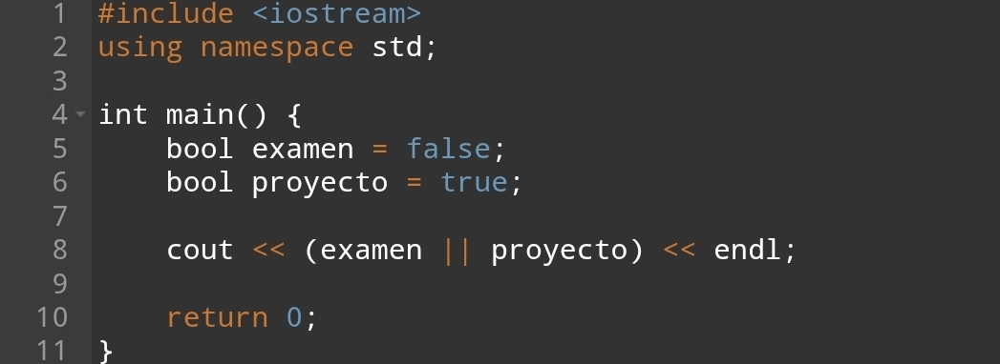 1 #include <iostream>
2 using namespace std;
3
4 int main() {
5     bool examen = false;
6     bool proyecto = true;
7
8     cout << (examen || proyecto) << endl;
9
10     return 0;
11 }